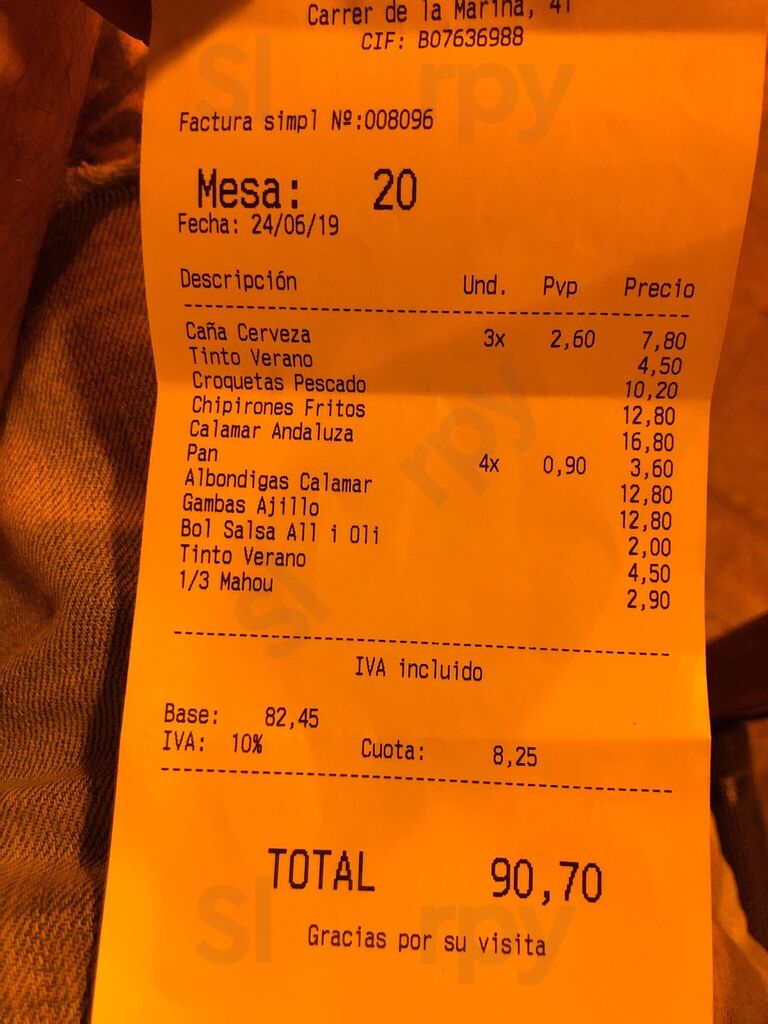 Carrer de la Marina, 41
CIF: B07636988
Factura simpl Nº:008096
Mesa: 20
Fecha: 24/06/19
Descripción Und. Pvp Precio
Caña Cerveza 3x 2,60 7,80
Tinto Verano 4,50
Croquetas Pescado 10,20
Chipirones Fritos 12,80
Calamar Andaluza 16,80
Pan 4x 0,90 3,60
Albondigas Calamar 12,80
Gambas Ajillo 12,80
Bol Salsa All i Oli 2,00
Tinto Verano 4,50
1/3 Mahou 2,90
IVA incluido
Base: 82,45
IVA: 10% Cuota: 8,25
TOTAL 90,70
Gracias por su visita